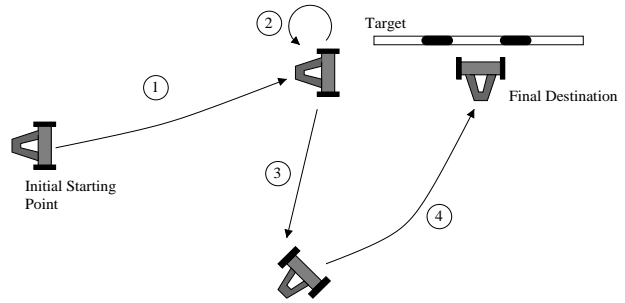 2
Target
1
Final Destination
3
Initial Starting
Point
4